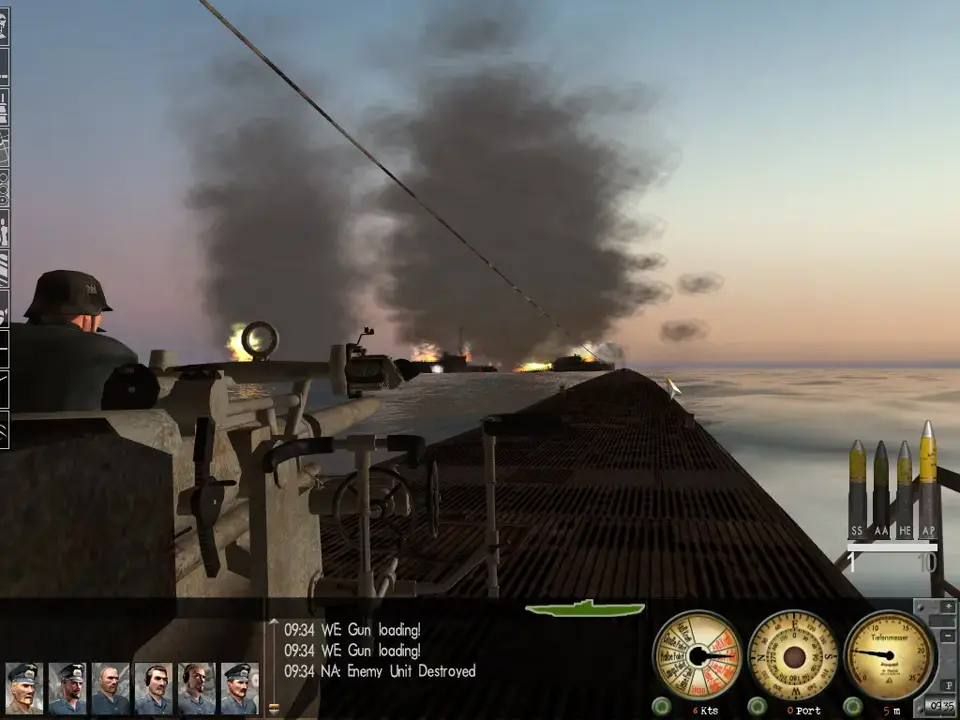 SS AA HE AP
1 10
09:34 WE: Gun loading!
09:34 WE: Gun loading!
09:34 NA: Enemy Unit Destroyed
Tiefenmesser
6 Kts
0 Port
5 m
P
09:35